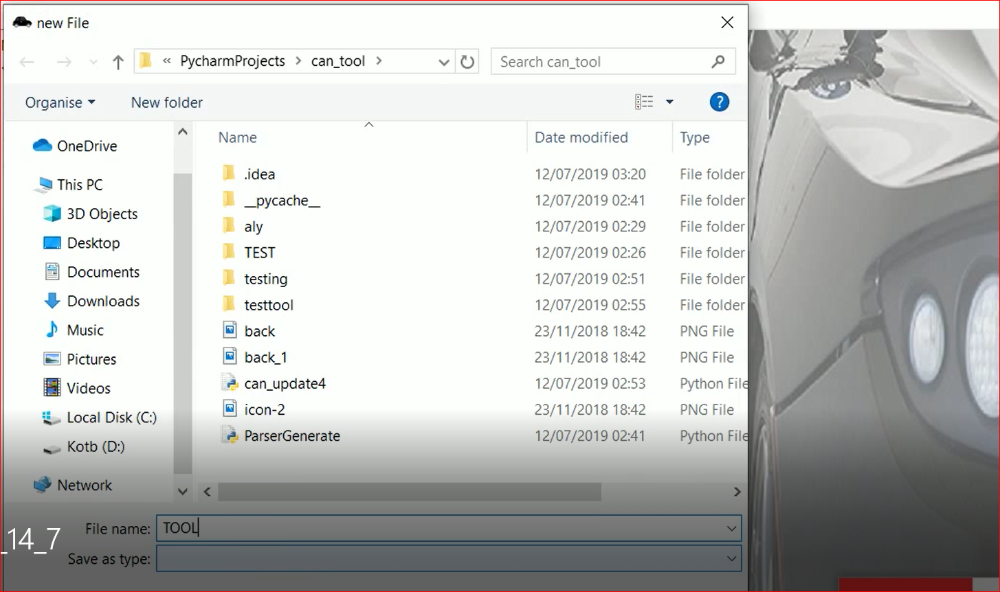 new File
« PycharmProjects > can_tool >
Search can_tool
Organise
New folder
?
OneDrive
This PC
3D Objects
Desktop
Documents
Downloads
Music
Pictures
Videos
Local Disk (C:)
Kotb (D:)
Network
Name Date modified Type
.idea 12/07/2019 03:20 File folder
__pycache__ 12/07/2019 02:41 File folder
aly 12/07/2019 02:29 File folder
TEST 12/07/2019 02:26 File folder
testing 12/07/2019 02:51 File folder
testtool 12/07/2019 02:55 File folder
back 23/11/2018 18:42 PNG File
back_1 23/11/2018 18:42 PNG File
can_update4 12/07/2019 02:53 Python File
icon-2 23/11/2018 18:42 PNG File
ParserGenerate 12/07/2019 02:41 Python File
File name: TOOL
_14_7
Save as type: